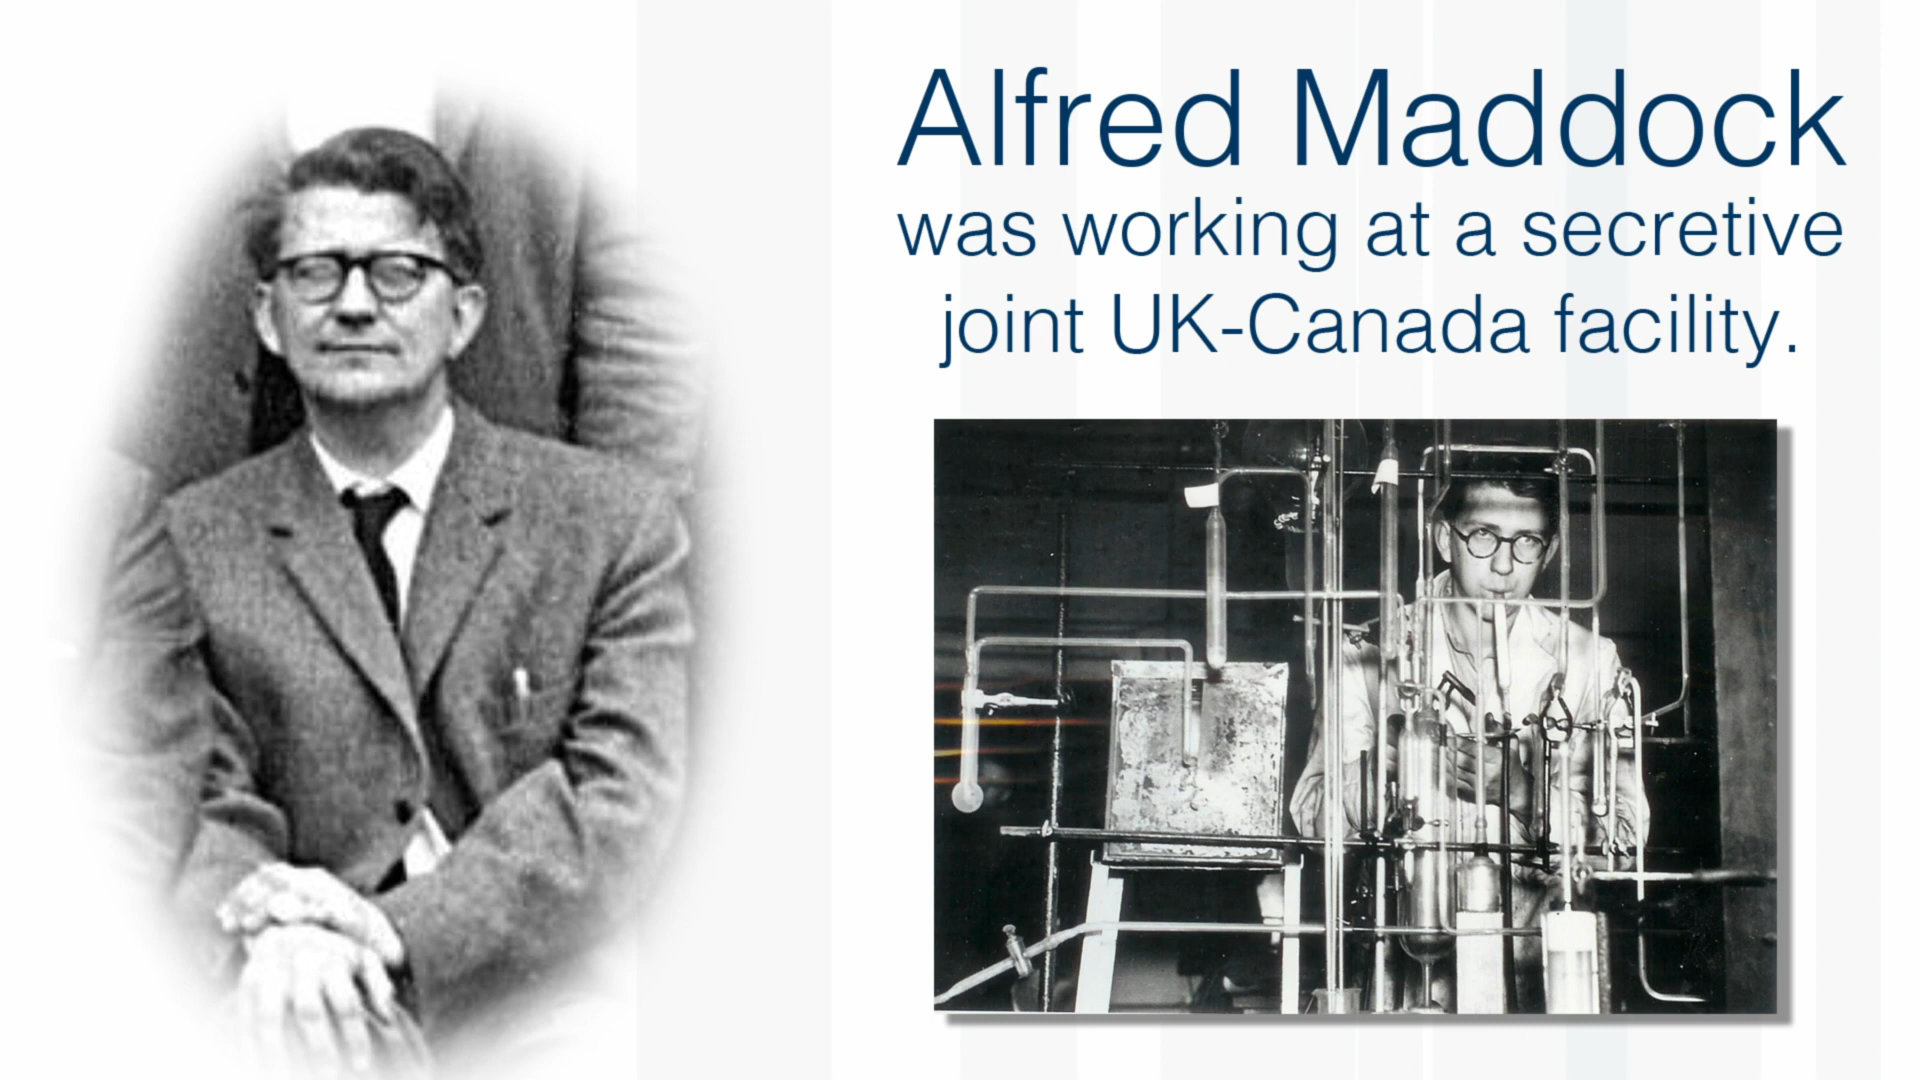 Alfred Maddock
was working at a secretive
joint UK-Canada facility.